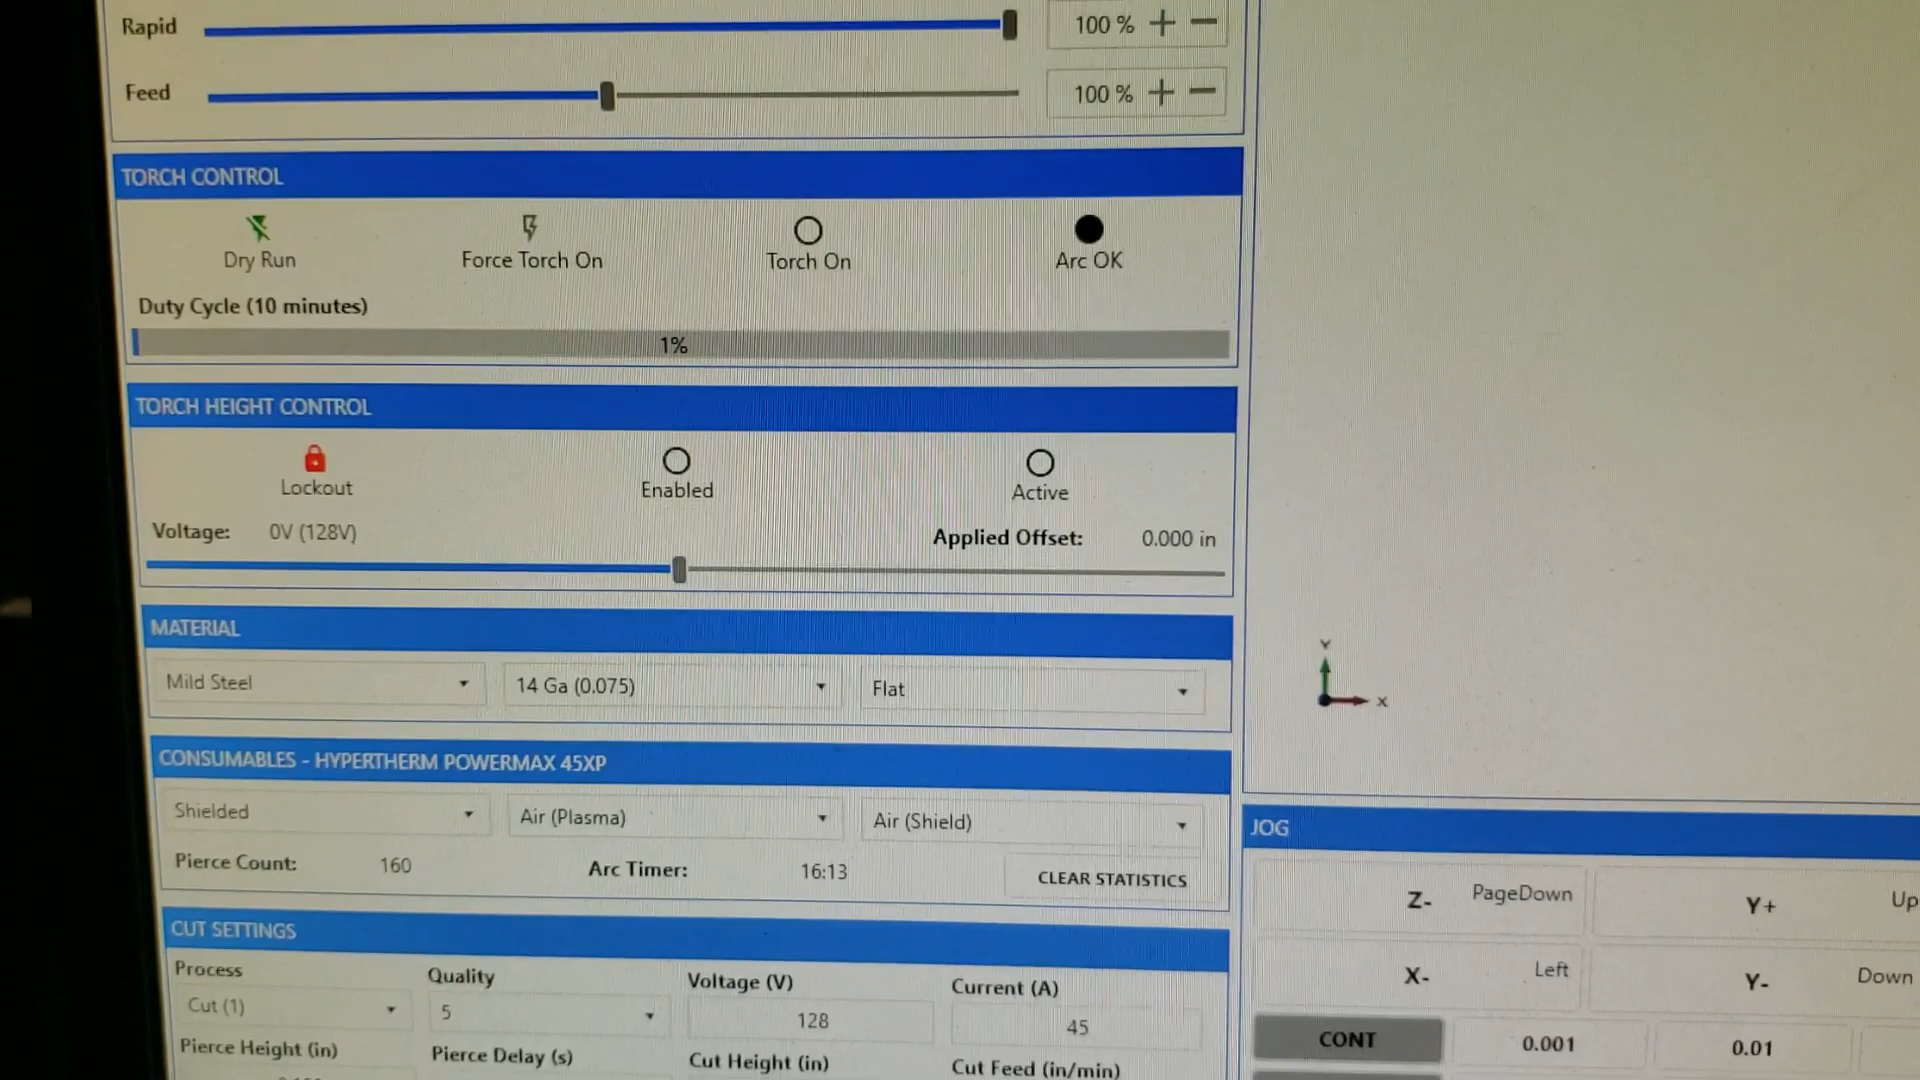 Rapid 100 %
Feed 100 %
TORCH CONTROL
Dry Run Force Torch On Torch On Arc OK
Duty Cycle (10 minutes)
1%
TORCH HEIGHT CONTROL
Lockout Enabled Active
Voltage: 0V (128V) Applied Offset: 0.000 in
MATERIAL
Mild Steel 14 Ga (0.075) Flat
CONSUMABLES - HYPERTHERM POWERMAX 45XP
Shielded Air (Plasma) Air (Shield)
Pierce Count: 160 Arc Timer: 16:13 CLEAR STATISTICS
CUT SETTINGS
Process Quality Voltage (V) Current (A)
Cut (1) 5 128 45
Pierce Height (in) Pierce Delay (s) Cut Height (in) Cut Feed (in/min)
Y
X
JOG
Z- PageDown Y+ Up
X- Left Y- Down
CONT 0.001 0.01